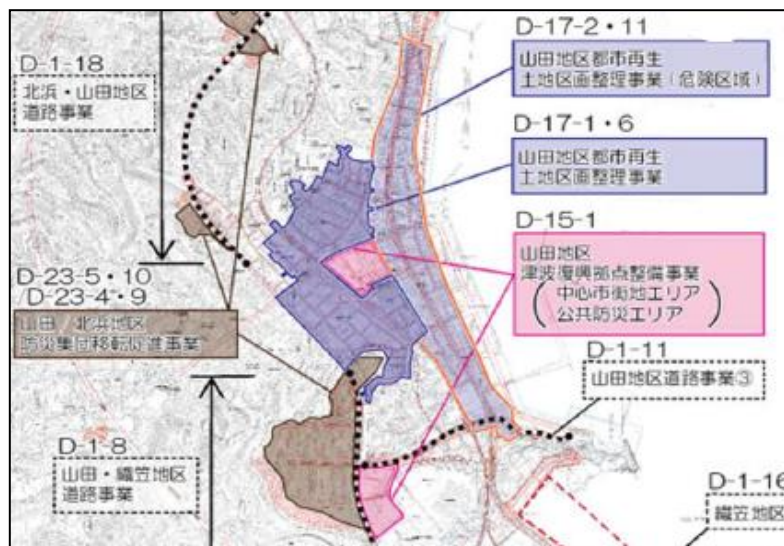 D-17-2・11
山田地区都市再生
土地区画整理事業(危険区域)
D-1-18
北浜・山田地区
道路事業
D-17-1・6
山田地区都市再生
土地区画整理事業
D-15-1
山田地区
津波復興部点整備事業
(中心市街地エリア
公共防災エリア)
D-23-5・10
/D-23-4・9
山田/北浜地区
防災集団移転促進事業
D-1-11
山田地区道路事業③
D-1-8
山田・織笠地区
道路事業
D-1-16
織笠地区